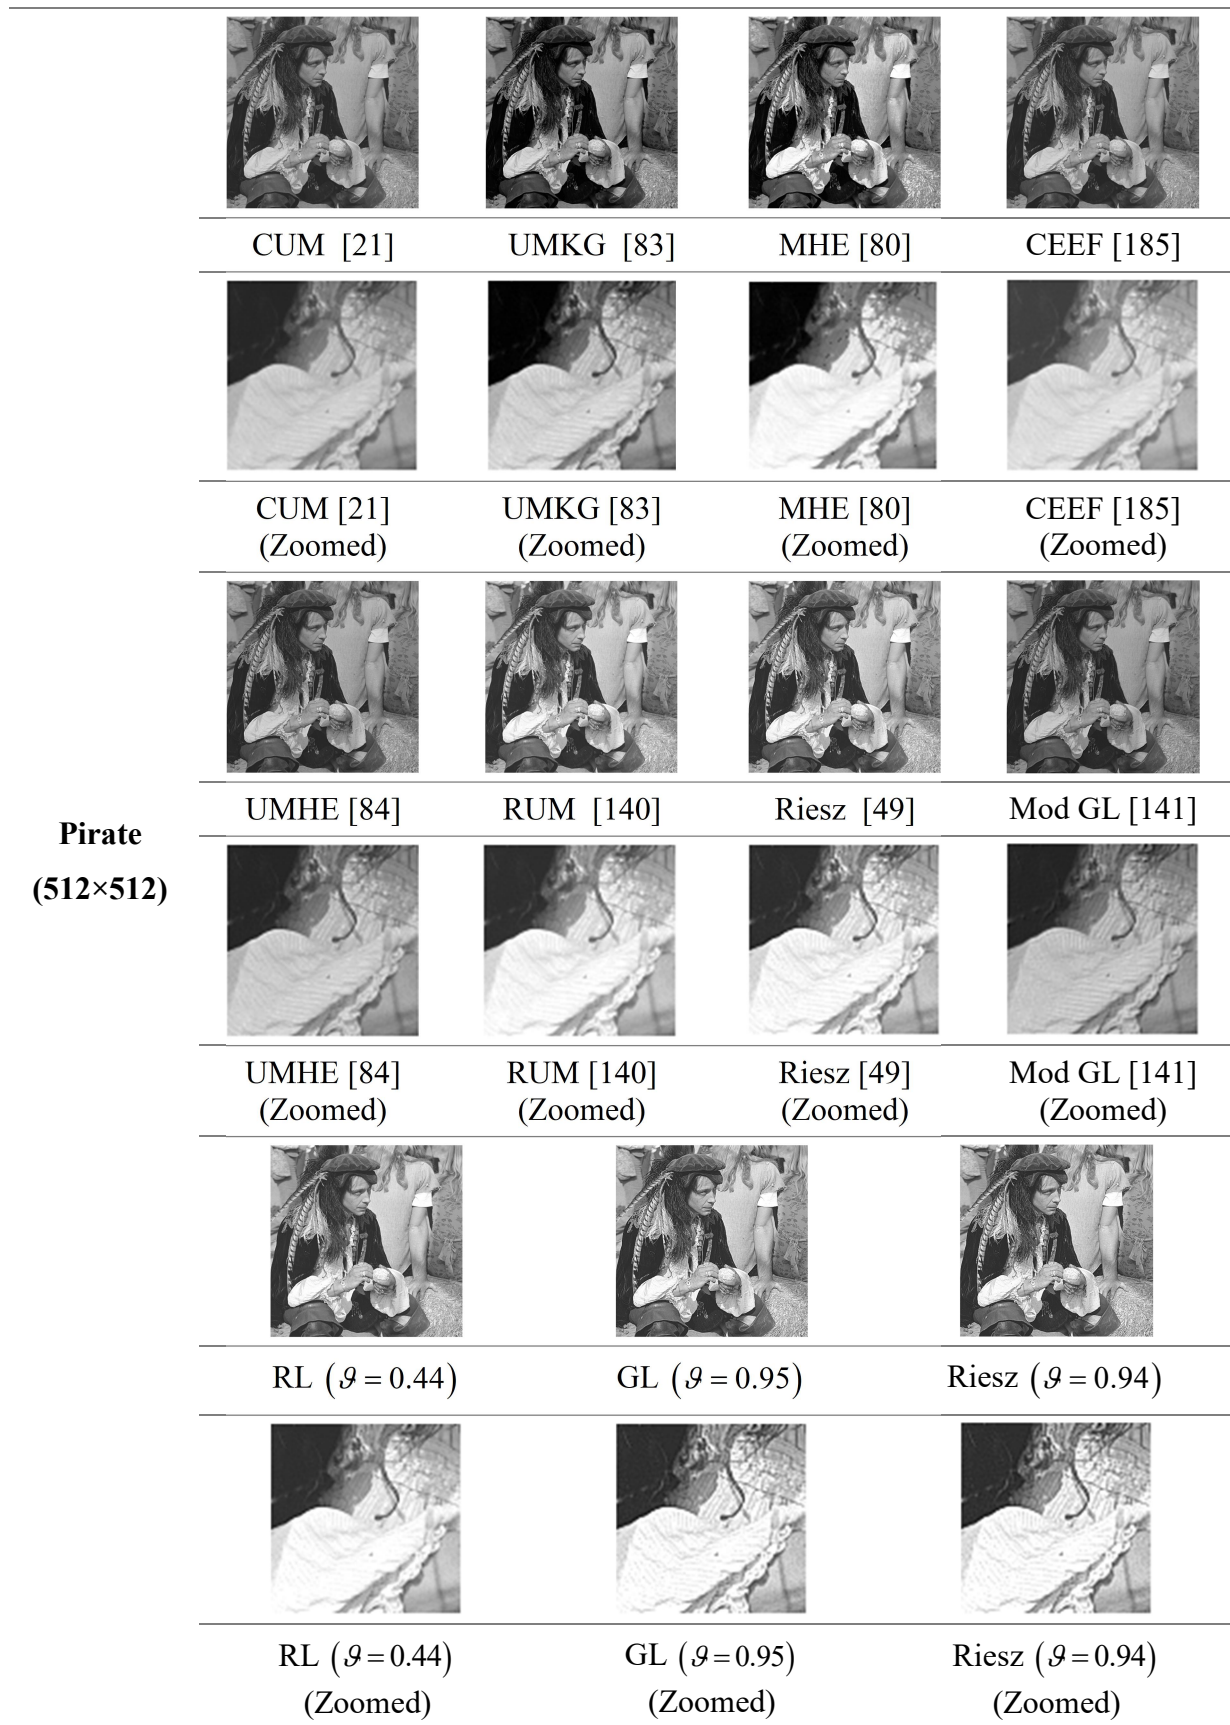 CUM [21] UMKG [83] MHE [80] CEEF [185]
CUM [21] UMKG [83] MHE [80] CEEF [185]
(Zoomed) (Zoomed) (Zoomed) (Zoomed)
UMHE [84] RUM [140] Riesz [49] Mod GL [141]
Pirate
(512×512)
UMHE [84] RUM [140] Riesz [49] Mod GL [141]
(Zoomed) (Zoomed) (Zoomed) (Zoomed)
RL (ϑ = 0.44) GL (ϑ = 0.95) Riesz (ϑ = 0.94)
RL (ϑ = 0.44) GL (ϑ = 0.95) Riesz (ϑ = 0.94)
(Zoomed) (Zoomed) (Zoomed)